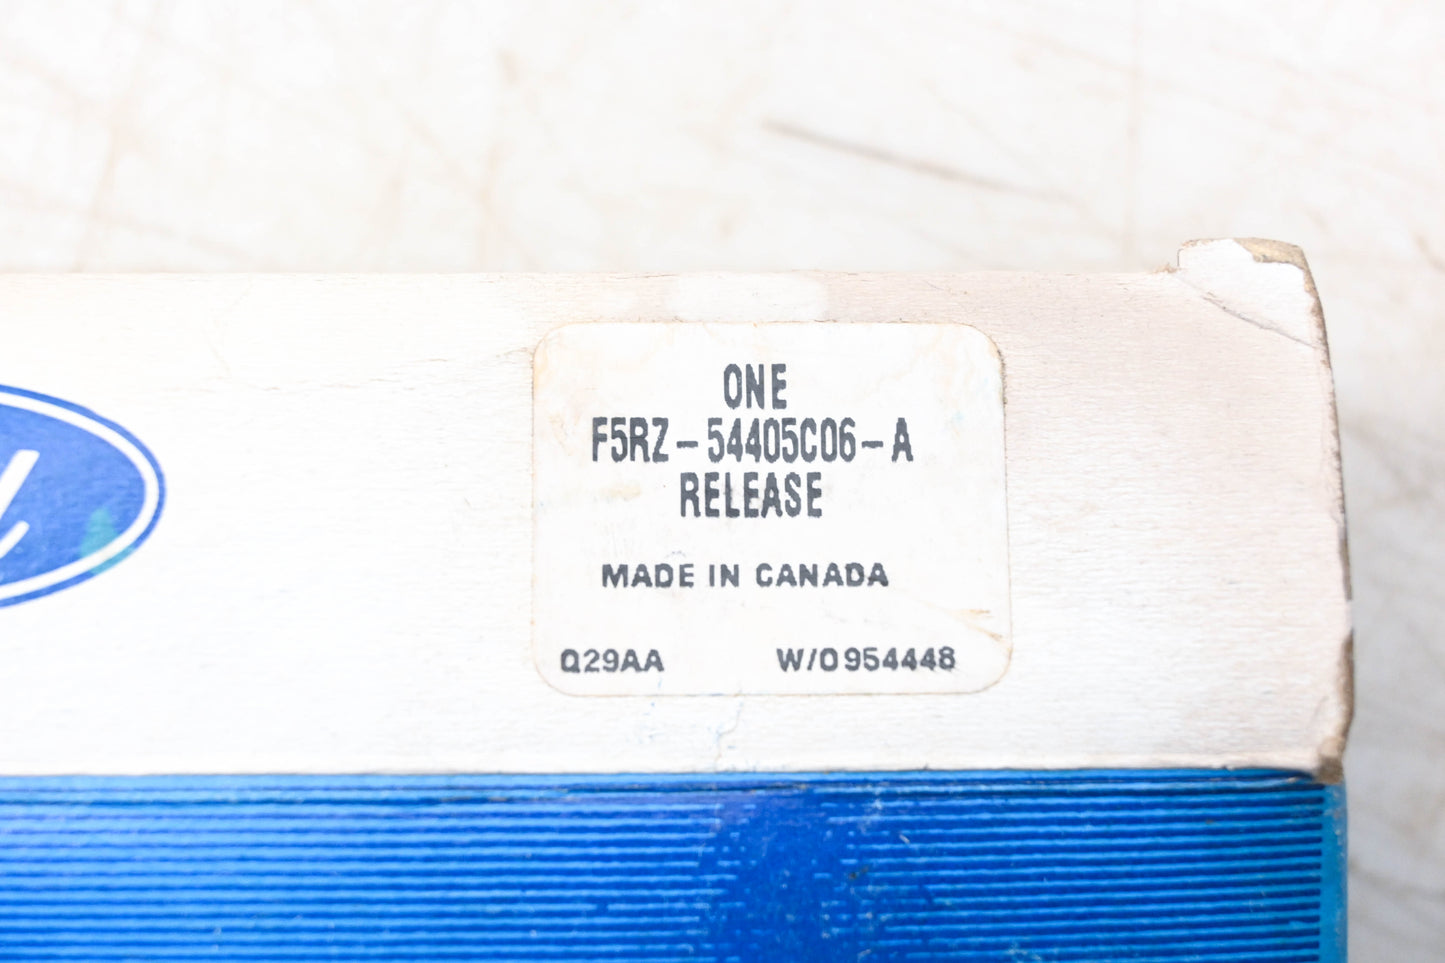 ONE
F5RZ-54405C06-A
RELEASE
MADE IN CANADA
Q29AA W/O954448